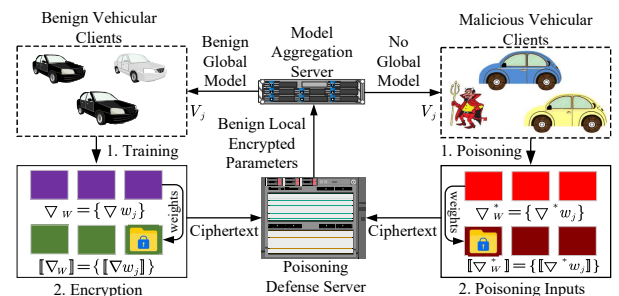 Benign Vehicular
Clients
Benign
Global
Model
Model
Aggregation
Server
No
Global
Model
Malicious Vehicular
Clients
V_j
V_j
1. Training
Benign Local
Encrypted
Parameters
1. Poisoning
∇_W = {∇w_j}
weights
Ciphertext
Ciphertext
weights
∇*_W = {∇*w_j}
⟦∇_W⟧ = {⟦∇w_j⟧}
2. Encryption
Poisoning
Defense Server
⟦∇*_W⟧ = {⟦∇*w_j⟧}
2. Poisoning Inputs